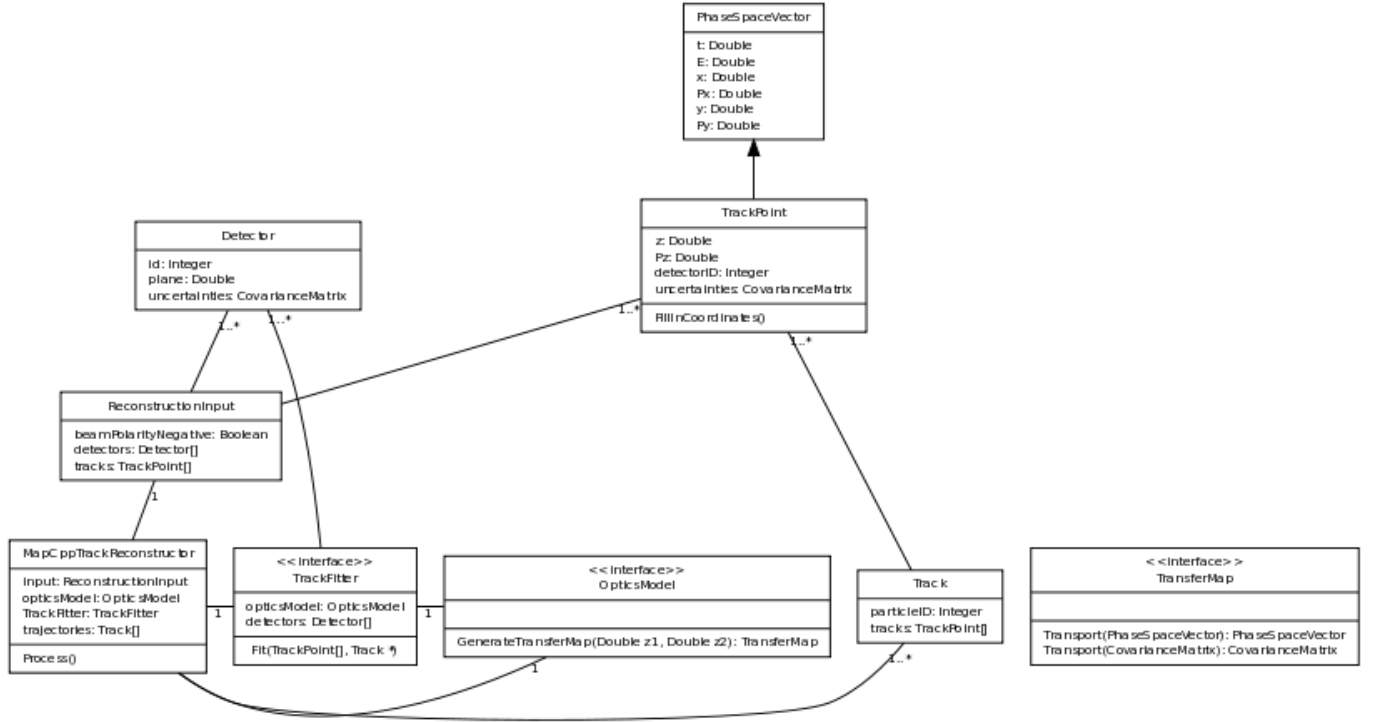 PhaseSpaceVector
t: Double
E: Double
x: Double
Px: Double
y: Double
Py: Double
TrackPoint
z: Double
Pz: Double
detectorID: Integer
uncertainties: CovarianceMatrix
FillInCoordinates()
Detector
id: Integer
plane: Double
uncertainties: CovarianceMatrix
1..*
1..*
1..*
1..*
ReconstructionInput
beamPolarityNegative: Boolean
detectors: Detector[]
tracks: TrackPoint[]
1
MapCppTrackReconstructor
input: ReconstructionInput
opticsModel: OpticsModel
TrackFitter: TrackFitter
trajectories: Track[]
Process()
1
<<interface>>
TrackFitter
opticsModel: OpticsModel
detectors: Detector[]
Fit(TrackPoint[], Track *)
1
<<interface>>
OpticsModel
GenerateTransferMap(Double z1, Double z2): TransferMap
1
Track
particleID: Integer
tracks: TrackPoint[]
1..*
<<interface>>
TransferMap
Transport(PhaseSpaceVector): PhaseSpaceVector
Transport(CovarianceMatrix): CovarianceMatrix